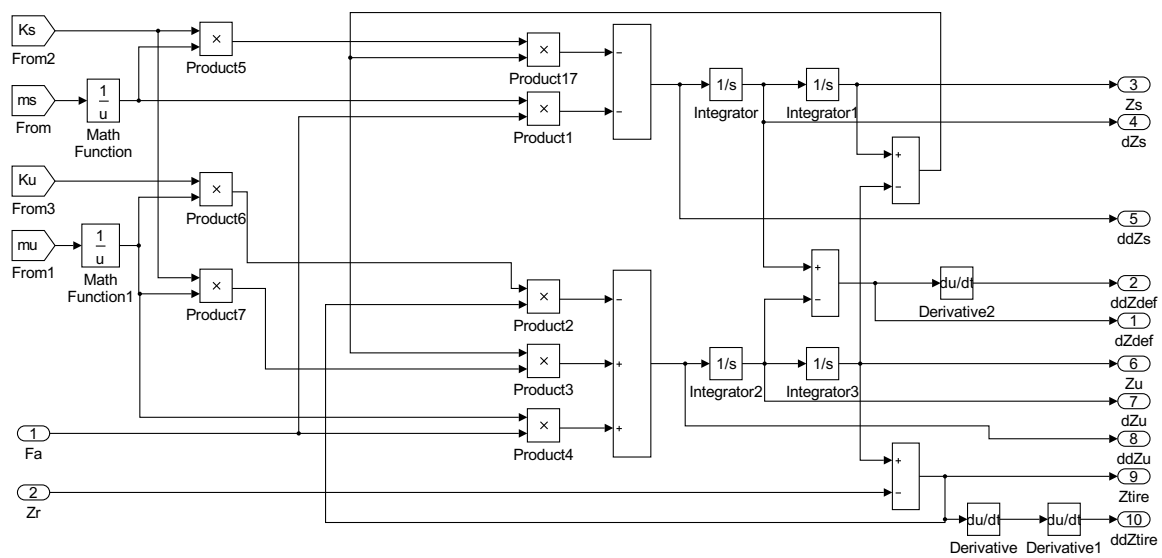 Ks
From2
ms
From
1
u
Math
Function
Ku
From3
mu
From1
1
u
Math
Function1
1
Fa
2
Zr
×
Product5
×
Product6
×
Product7
×
Product17
×
Product1
×
Product2
×
Product3
×
Product4
−
−
−
+
+
1/s
Integrator
1/s
Integrator1
+
−
+
−
du/dt
Derivative2
1/s
Integrator2
1/s
Integrator3
+
−
du/dt
Derivative
du/dt
Derivative1
3
Zs
4
dZs
5
ddZs
2
ddZdef
1
dZdef
6
Zu
7
dZu
8
ddZu
9
Ztire
10
ddZtire